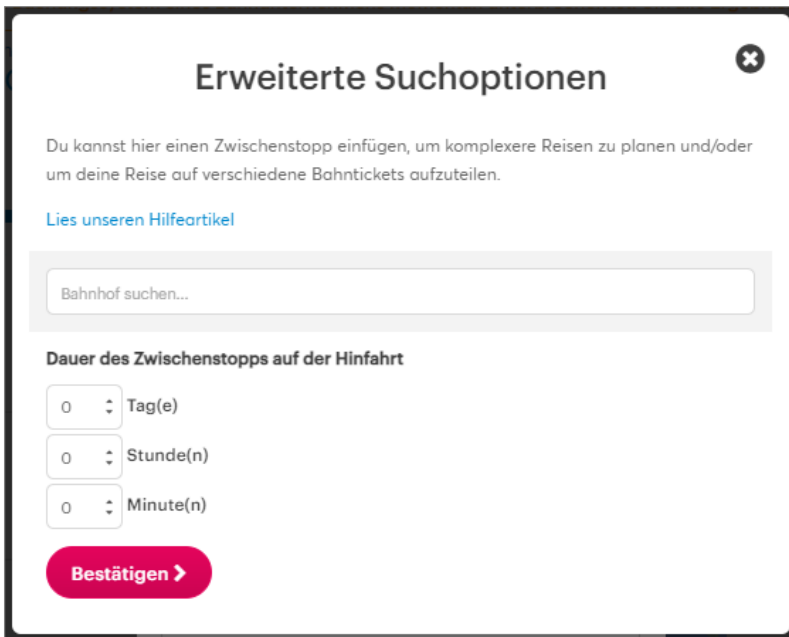 Erweiterte Suchoptionen
Du kannst hier einen Zwischenstopp einfügen, um komplexere Reisen zu planen und/oder
um deine Reise auf verschiedene Bahntickets aufzuteilen.
Lies unseren Hilfeartikel
Bahnhof suchen...
Dauer des Zwischenstopps auf der Hinfahrt
0 Tag(e)
0 Stunde(n)
0 Minute(n)
Bestätigen